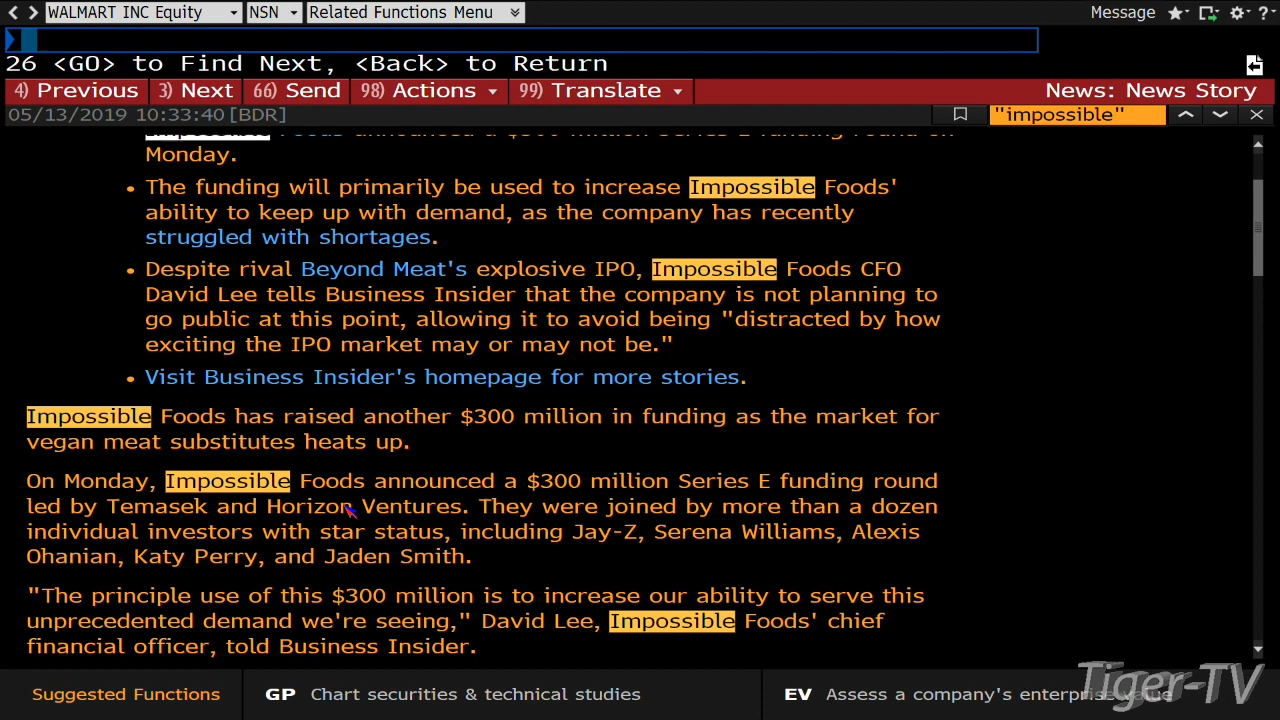 WALMART INC Equity NSN Related Functions Menu Message
26 <GO> to Find Next, <Back> to Return
4) Previous 3) Next 66) Send 98) Actions 99) Translate News: News Story
05/13/2019 10:33:40 [BDR] "impossible"
Impossible Foods announced a $300 million Series E funding round on
Monday.
• The funding will primarily be used to increase Impossible Foods'
ability to keep up with demand, as the company has recently
struggled with shortages.
• Despite rival Beyond Meat's explosive IPO, Impossible Foods CFO
David Lee tells Business Insider that the company is not planning to
go public at this point, allowing it to avoid being "distracted by how
exciting the IPO market may or may not be."
• Visit Business Insider's homepage for more stories.
Impossible Foods has raised another $300 million in funding as the market for
vegan meat substitutes heats up.
On Monday, Impossible Foods announced a $300 million Series E funding round
led by Temasek and Horizon Ventures. They were joined by more than a dozen
individual investors with star status, including Jay-Z, Serena Williams, Alexis
Ohanian, Katy Perry, and Jaden Smith.
"The principle use of this $300 million is to increase our ability to serve this
unprecedented demand we're seeing," David Lee, Impossible Foods' chief
financial officer, told Business Insider.
Suggested Functions GP Chart securities & technical studies EV Assess a company's enterprise value
Tiger-TV